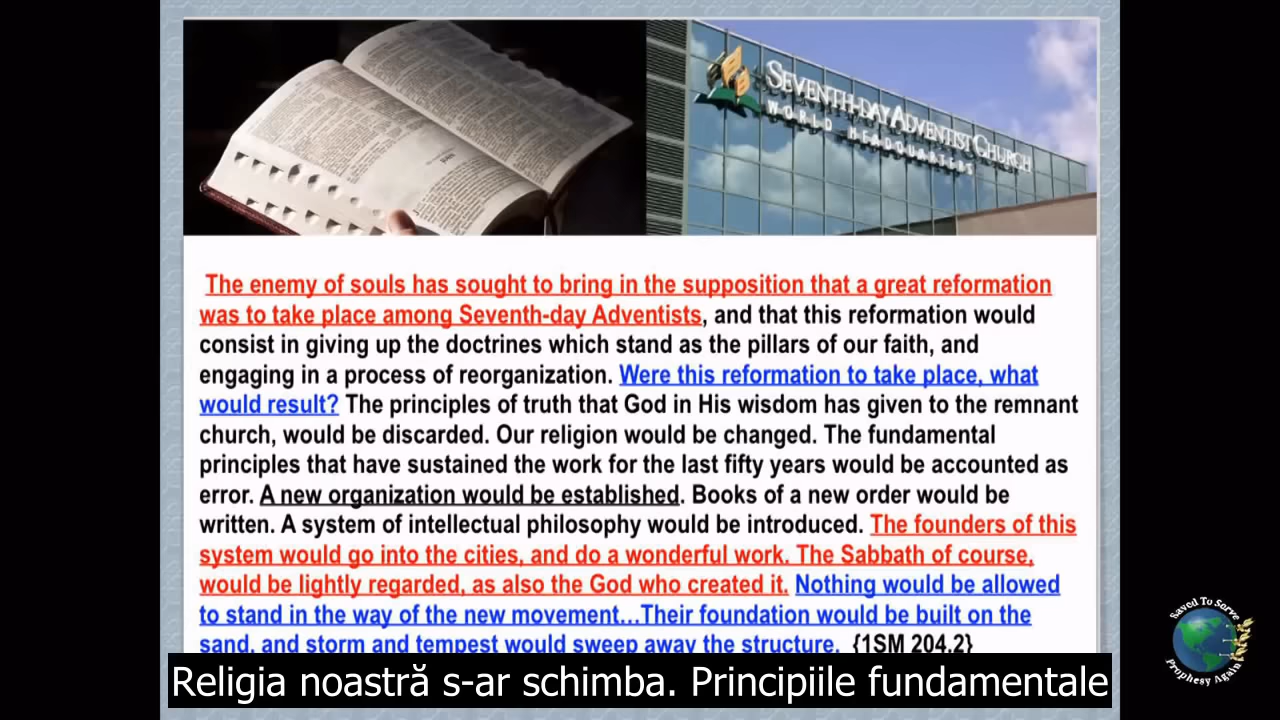 SEVENTH-DAY ADVENTIST CHURCH
WORLD HEADQUARTERS
The enemy of souls has sought to bring in the supposition that a great reformation
was to take place among Seventh-day Adventists, and that this reformation would
consist in giving up the doctrines which stand as the pillars of our faith, and
engaging in a process of reorganization. Were this reformation to take place, what
would result? The principles of truth that God in His wisdom has given to the remnant
church, would be discarded. Our religion would be changed. The fundamental
principles that have sustained the work for the last fifty years would be accounted as
error. A new organization would be established. Books of a new order would be
written. A system of intellectual philosophy would be introduced. The founders of this
system would go into the cities, and do a wonderful work. The Sabbath of course,
would be lightly regarded, as also the God who created it. Nothing would be allowed
to stand in the way of the new movement…Their foundation would be built on the
sand, and storm and tempest would sweep away the structure. {1SM 204.2}
Religia noastră s-ar schimba. Principiile fundamentale
Saved To Serve
Prophesy Again